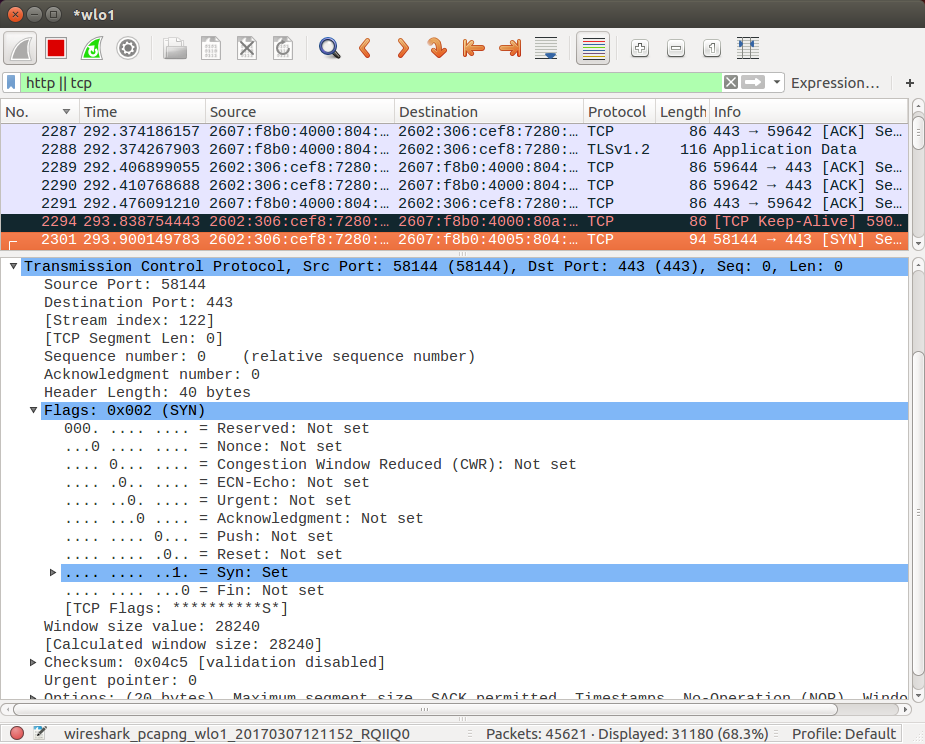 *wlo1
http || tcp Expression… +
No. Time Source Destination Protocol Length Info
2287 292.374186157 2607:f8b0:4000:804:… 2602:306:cef8:7280:… TCP 86 443 → 59642 [ACK] Se…
2288 292.374267903 2607:f8b0:4000:804:… 2602:306:cef8:7280:… TLSv1.2 116 Application Data
2289 292.406899055 2602:306:cef8:7280:… 2607:f8b0:4000:804:… TCP 86 59644 → 443 [ACK] Se…
2290 292.410768688 2602:306:cef8:7280:… 2607:f8b0:4000:804:… TCP 86 59642 → 443 [ACK] Se…
2291 292.476091210 2607:f8b0:4000:804:… 2602:306:cef8:7280:… TCP 86 443 → 59642 [ACK] Se…
2294 293.838754443 2602:306:cef8:7280:… 2607:f8b0:4000:80a:… TCP 86 [TCP Keep-Alive] 590…
2301 293.900149783 2602:306:cef8:7280:… 2607:f8b0:4005:804:… TCP 94 58144 → 443 [SYN] Se…
Transmission Control Protocol, Src Port: 58144 (58144), Dst Port: 443 (443), Seq: 0, Len: 0
Source Port: 58144
Destination Port: 443
[Stream index: 122]
[TCP Segment Len: 0]
Sequence number: 0 (relative sequence number)
Acknowledgment number: 0
Header Length: 40 bytes
Flags: 0x002 (SYN)
000. .... .... = Reserved: Not set
...0 .... .... = Nonce: Not set
.... 0... .... = Congestion Window Reduced (CWR): Not set
.... .0.. .... = ECN-Echo: Not set
.... ..0. .... = Urgent: Not set
.... ...0 .... = Acknowledgment: Not set
.... .... 0... = Push: Not set
.... .... .0.. = Reset: Not set
.... .... ..1. = Syn: Set
.... .... ...0 = Fin: Not set
[TCP Flags: **********S*]
Window size value: 28240
[Calculated window size: 28240]
Checksum: 0x04c5 [validation disabled]
Urgent pointer: 0
Options: (20 bytes), Maximum segment size, SACK permitted, Timestamps, No-Operation (NOP), Windo
wireshark_pcapng_wlo1_20170307121152_RQIIQ0 Packets: 45621 · Displayed: 31180 (68.3%) Profile: Default